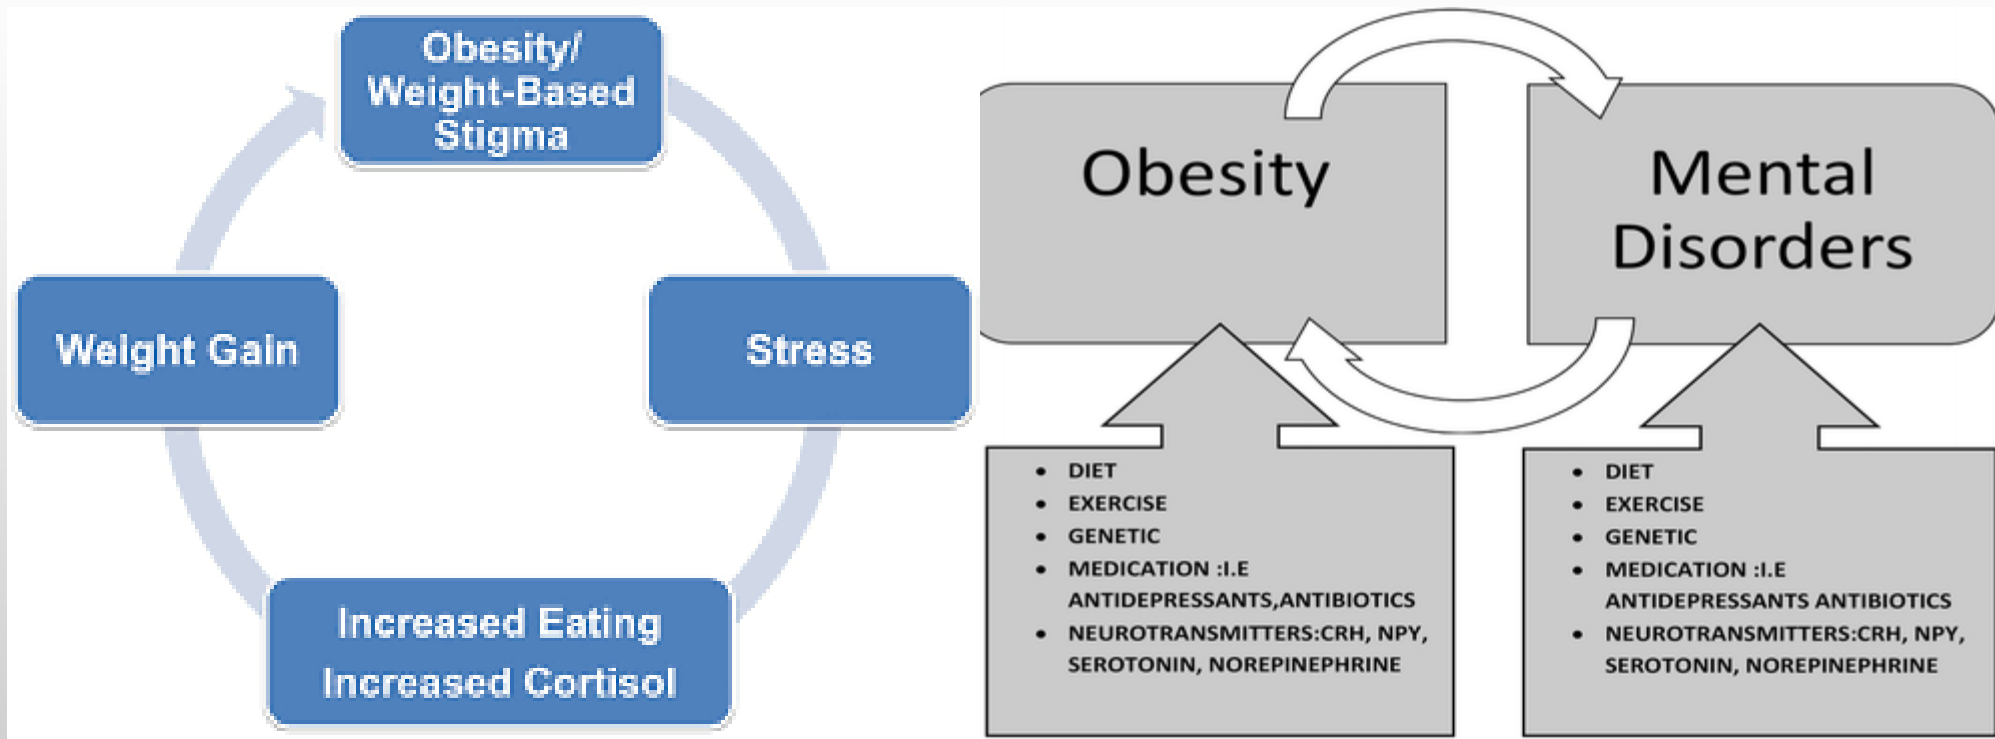 Obesity/
Weight-Based
Stigma
Stress
Increased Eating
Increased Cortisol
Weight Gain
Obesity
Mental
Disorders
• DIET
• EXERCISE
• GENETIC
• MEDICATION :I.E
ANTIDEPRESSANTS,ANTIBIOTICS
• NEUROTRANSMITTERS:CRH, NPY,
SEROTONIN, NOREPINEPHRINE
• DIET
• EXERCISE
• GENETIC
• MEDICATION :I.E
ANTIDEPRESSANTS ANTIBIOTICS
• NEUROTRANSMITTERS:CRH, NPY,
SEROTONIN, NOREPINEPHRINE